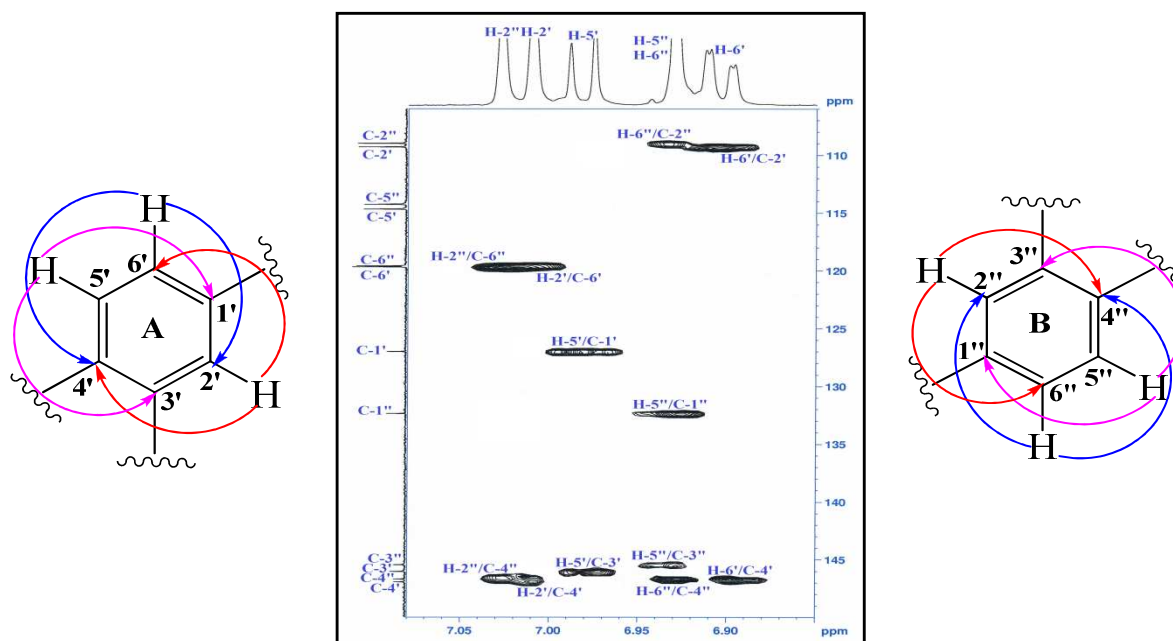 H
H
6'
5'
A
1'
4'
2'
3'
H
H-2" H-2'
H-5'
H-5"
H-6"
H-6'
ppm
C-2"
C-2'
C-5"
C-5'
C-6"
C-6'
C-1'
C-1"
C-3"
C-3'
C-4"
C-4'
H-6"/C-2"
H-6'/C-2'
H-2"/C-6"
H-2'/C-6'
H-5'/C-1'
H-5"/C-1"
H-5"/C-3"
H-2"/C-4"
H-5'/C-3'
H-6'/C-4'
H-2'/C-4'
H-6"/C-4"
110
115
120
125
130
135
140
145
7.05
7.00
6.95
6.90
ppm
3"
H
2"
4"
B
1"
5"
6"
H
H